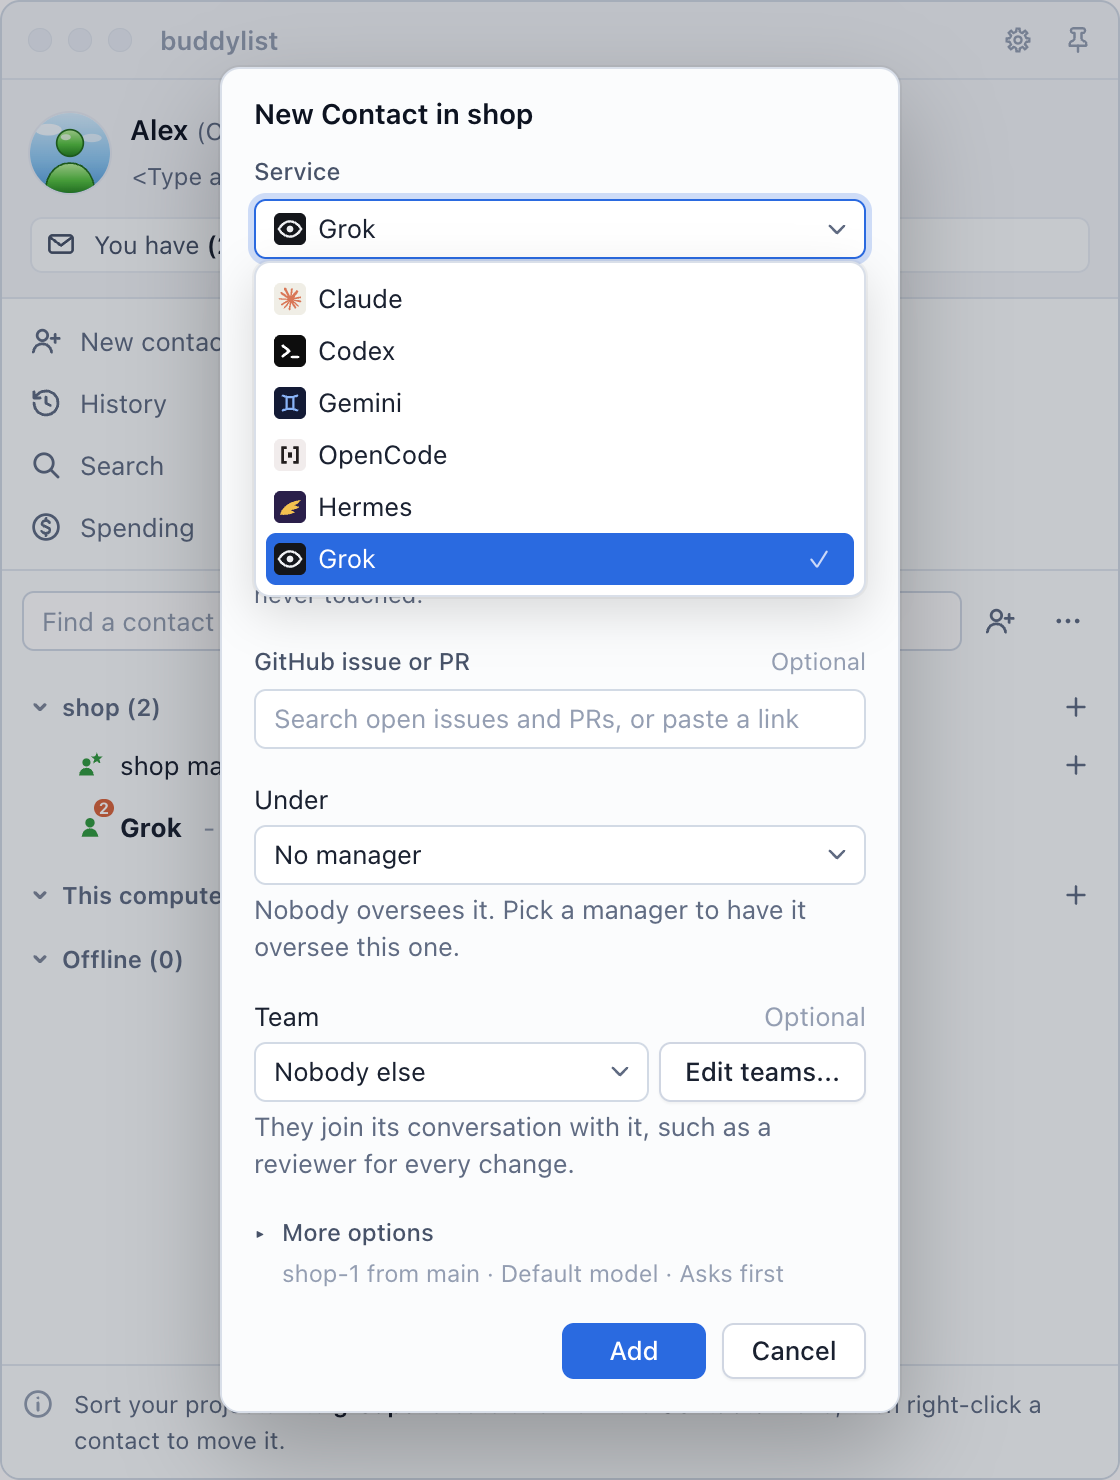 buddylist
New Contact in shop
Alex
<Type a
You have
Service
Grok
Claude
Codex
Gemini
OpenCode
Hermes
Grok
never touched.
New contac
History
Search
Spending
Find a contact
GitHub issue or PR
Optional
Search open issues and PRs, or paste a link
shop (2)
shop ma
2
Grok -
This compute
Offline (0)
Under
No manager
Nobody oversees it. Pick a manager to have it
oversee this one.
Team
Optional
Nobody else
Edit teams...
They join its conversation with it, such as a
reviewer for every change.
More options
shop-1 from main · Default model · Asks first
Add
Cancel
Sort your
right-click a
contact to move it.